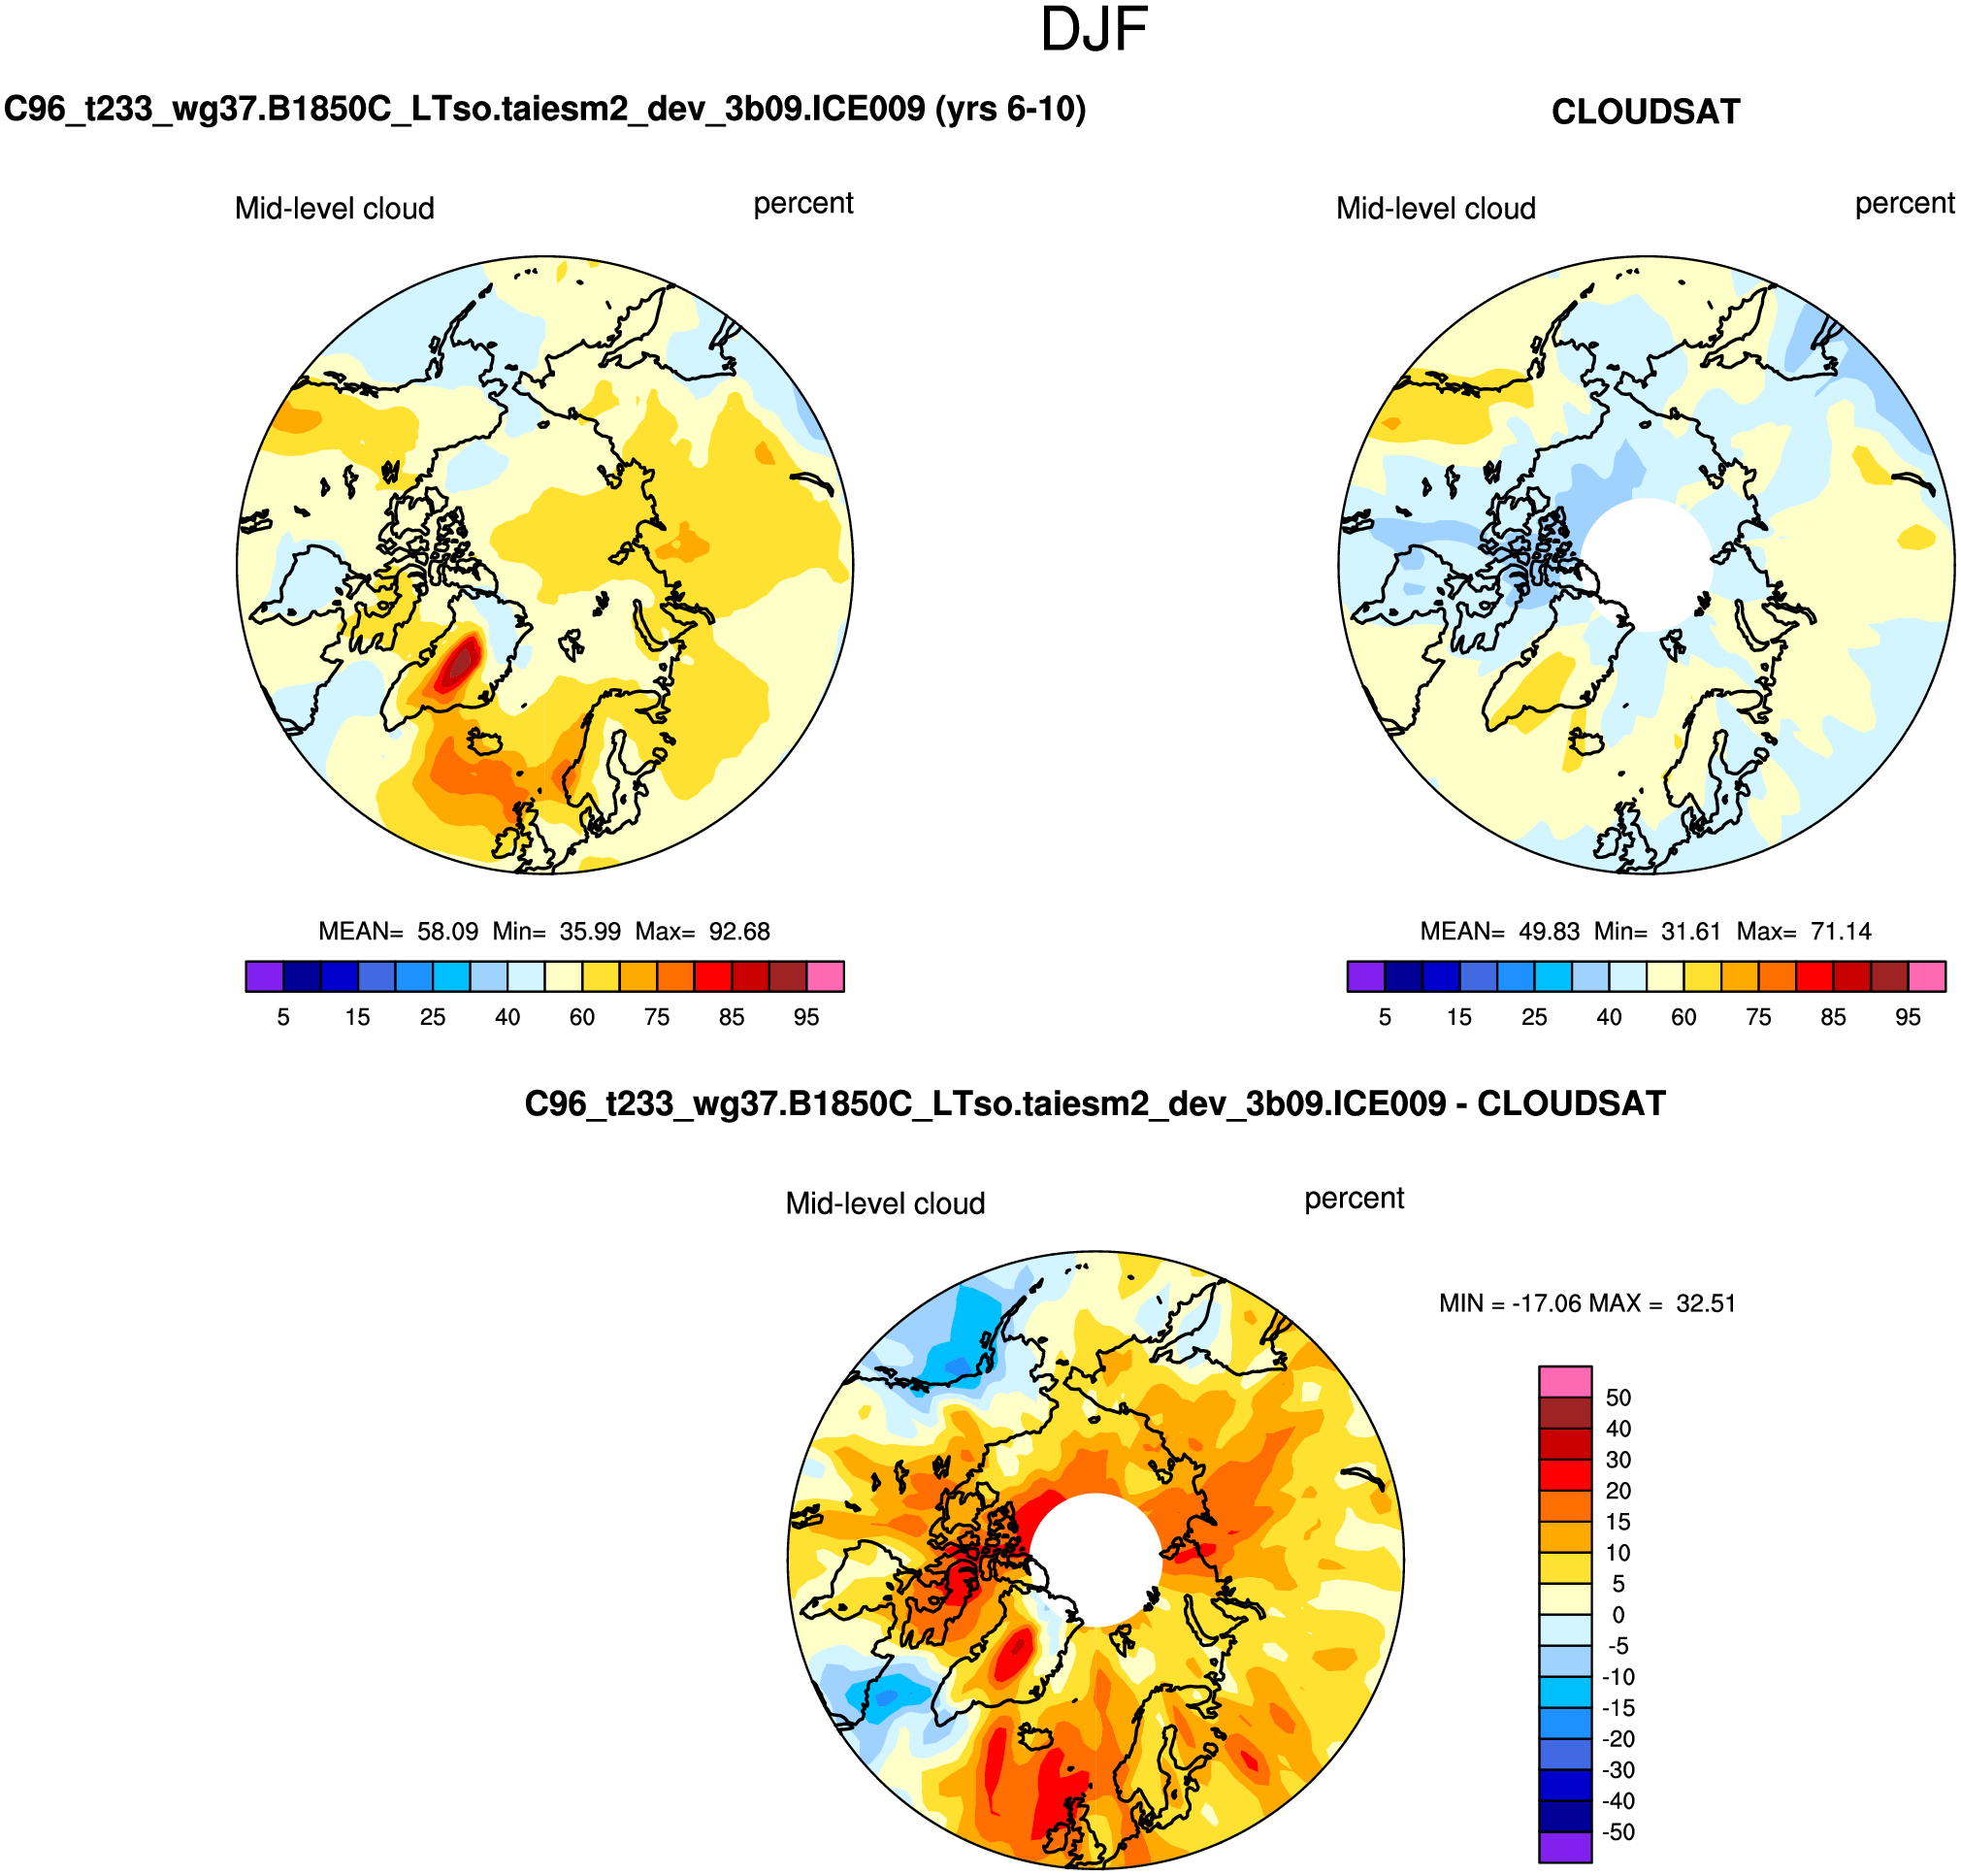 DJF
C96_t233_wg37.B1850C_LTso.taiesm2_dev_3b09.ICE009 (yrs 6-10)
CLOUDSAT
Mid-level cloud percent
Mid-level cloud percent
MEAN= 58.09 Min= 35.99 Max= 92.68
MEAN= 49.83 Min= 31.61 Max= 71.14
5 15 25 40 60 75 85 95
5 15 25 40 60 75 85 95
C96_t233_wg37.B1850C_LTso.taiesm2_dev_3b09.ICE009 - CLOUDSAT
Mid-level cloud percent
MIN = -17.06 MAX = 32.51
50
40
30
20
15
10
5
0
-5
-10
-15
-20
-30
-40
-50